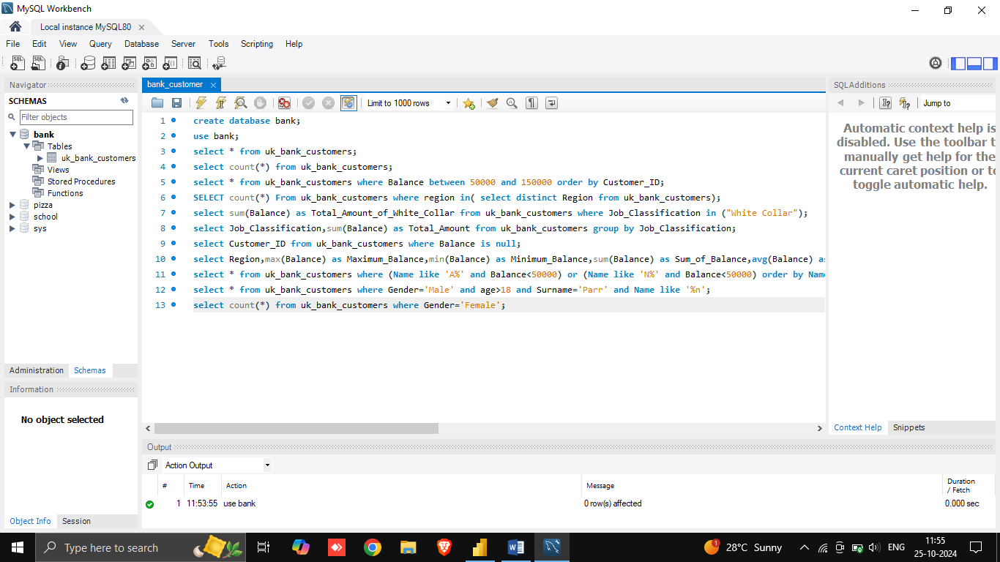 MySQL Workbench
Local instance MySQL80
File Edit View Query Database Server Tools Scripting Help
Navigator
SCHEMAS
Filter objects
bank
Tables
uk_bank_customers
Views
Stored Procedures
Functions
pizza
school
sys
Administration Schemas
Information
No object selected
Object Info Session
bank_customer
Limit to 1000 rows
1 create database bank;
2 use bank;
3 select * from uk_bank_customers;
4 select count(*) from uk_bank_customers;
5 select * from uk_bank_customers where Balance between 50000 and 150000 order by Customer_ID;
6 SELECT count(*) From uk_bank_customers where region in( select distinct Region from uk_bank_customers);
7 select sum(Balance) as Total_Amount_of_White_Collar from uk_bank_customers where Job_Classification in ("White Collar");
8 select Job_Classification,sum(Balance) as Total_Amount from uk_bank_customers group by Job_Classification;
9 select Customer_ID from uk_bank_customers where Balance is null;
10 select Region,max(Balance) as Maximum_Balance,min(Balance) as Minimum_Balance,sum(Balance) as Sum_of_Balance,avg(Balance) as
11 select * from uk_bank_customers where (Name like 'A%' and Balance<50000) or (Name like 'N%' and Balance<50000) order by Name
12 select * from uk_bank_customers where Gender='Male' and age>18 and Surname='Parr' and Name like '%n';
13 select count(*) from uk_bank_customers where Gender='Female';
SQLAdditions
Jump to
Automatic context help is
disabled. Use the toolbar t
manually get help for the
current caret position or to
toggle automatic help.
Context Help Snippets
Output
Action Output
# Time Action Message Duration / Fetch
1 11:53:55 use bank 0 row(s) affected 0.000 sec
Type here to search
1
28°C Sunny
ENG
11:55
25-10-2024